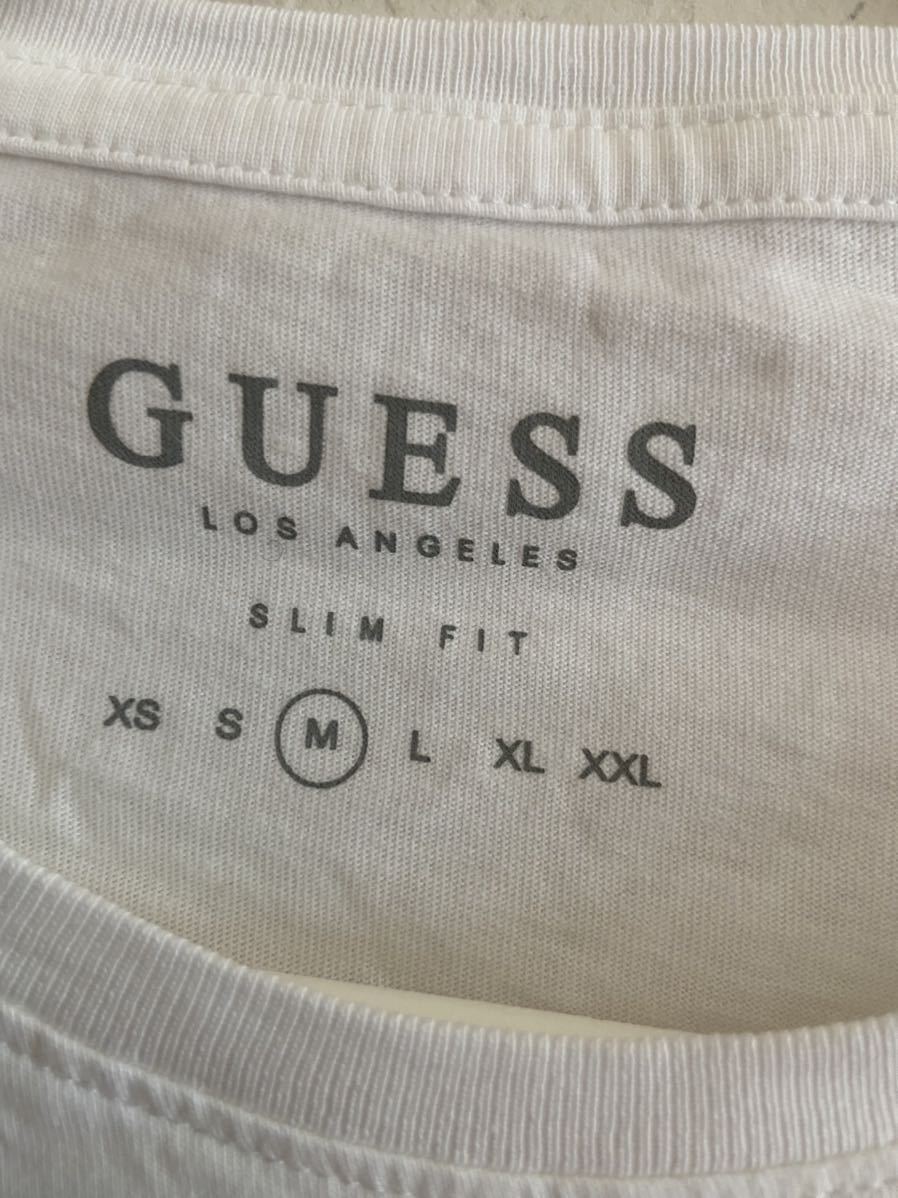 GUESS
LOS ANGELES
SLIM FIT
XS S M L XL XXL